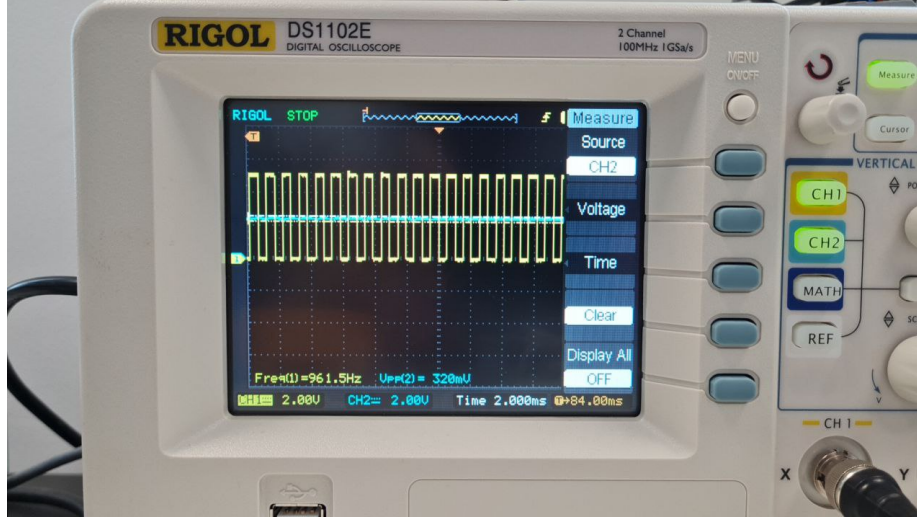 RIGOL DS1102E
DIGITAL OSCILLOSCOPE
2 Channel
100MHz 1GSa/s
MENU
ON/OFF
RIGOL STOP
T
Measure
Source
CH2
Voltage
Time
Clear
Display All
OFF
1
Freq(1)=961.5Hz Vpp(2)= 320mV
CH1 2.00V CH2 2.00V Time 2.000ms T→84.00ms
Measure
Cursor
VERTICAL
CH1
CH2
MATH
REF
CH 1
X
Y
V